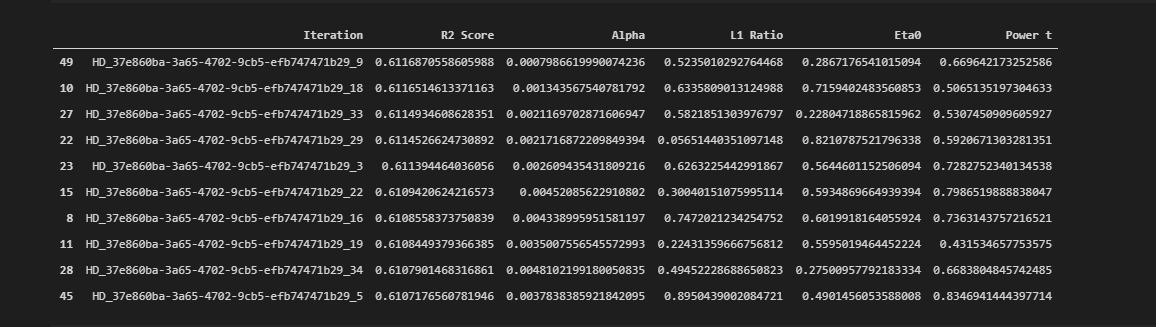 Iteration R2 Score Alpha L1 Ratio Eta0 Power t
49 HD_37e860ba-3a65-4702-9cb5-efb747471b29_9 0.6116870558605988 0.0007986619990074236 0.5235010292764468 0.2867176541015094 0.669642173252586
10 HD_37e860ba-3a65-4702-9cb5-efb747471b29_18 0.6116514613371163 0.001343567540781792 0.6335809013124988 0.7159402483560853 0.5065135197304633
27 HD_37e860ba-3a65-4702-9cb5-efb747471b29_33 0.6114934608628351 0.0021169702871606947 0.5821851303976797 0.22804718865815962 0.5307450909605927
22 HD_37e860ba-3a65-4702-9cb5-efb747471b29_29 0.6114526624730892 0.0021716872209849394 0.05651440351097148 0.8210787521796338 0.5920671303281351
23 HD_37e860ba-3a65-4702-9cb5-efb747471b29_3 0.611394464036056 0.002609435431809216 0.6263225442991867 0.5644601152506094 0.7282752340134538
15 HD_37e860ba-3a65-4702-9cb5-efb747471b29_22 0.6109420624216573 0.00452085622910802 0.30040151075995114 0.5934869664939394 0.7986519888838047
8 HD_37e860ba-3a65-4702-9cb5-efb747471b29_16 0.6108558373750839 0.004338995951581197 0.7472021234254752 0.6019918164055924 0.7363143757216521
11 HD_37e860ba-3a65-4702-9cb5-efb747471b29_19 0.6108449379366385 0.0035007556545572993 0.22431359666756812 0.5595019464452224 0.431534657753575
28 HD_37e860ba-3a65-4702-9cb5-efb747471b29_34 0.6107901468316861 0.0048102199180050835 0.49452228688650823 0.27500957792183334 0.6683804845742485
45 HD_37e860ba-3a65-4702-9cb5-efb747471b29_5 0.6107176560781946 0.0037838385921842095 0.8950439002084721 0.4901456053588008 0.8346941444397714